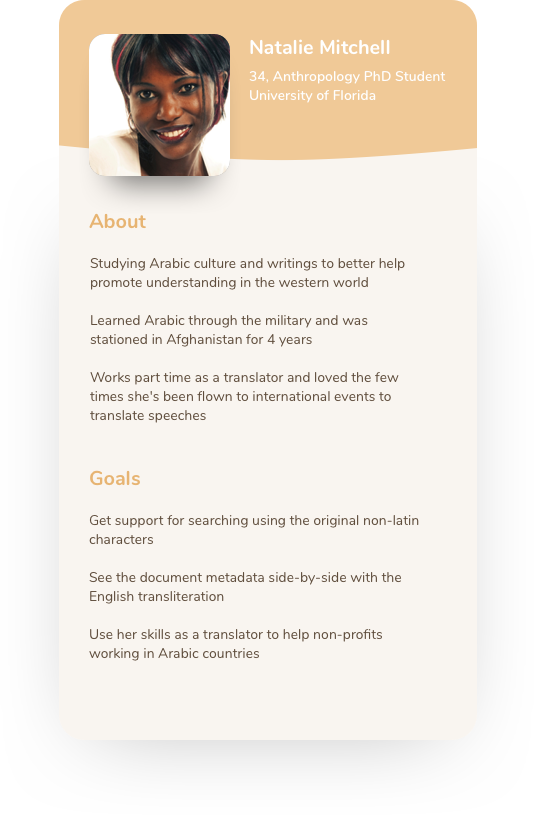 Natalie Mitchell
34, Anthropology PhD Student
University of Florida
About
Studying Arabic culture and writings to better help
promote understanding in the western world
Learned Arabic through the military and was
stationed in Afghanistan for 4 years
Works part time as a translator and loved the few
times she's been flown to international events to
translate speeches
Goals
Get support for searching using the original non-latin
characters
See the document metadata side-by-side with the
English transliteration
Use her skills as a translator to help non-profits
working in Arabic countries